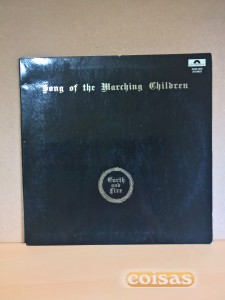 Song of the Marching Children
Earth
and
Fire
coisas